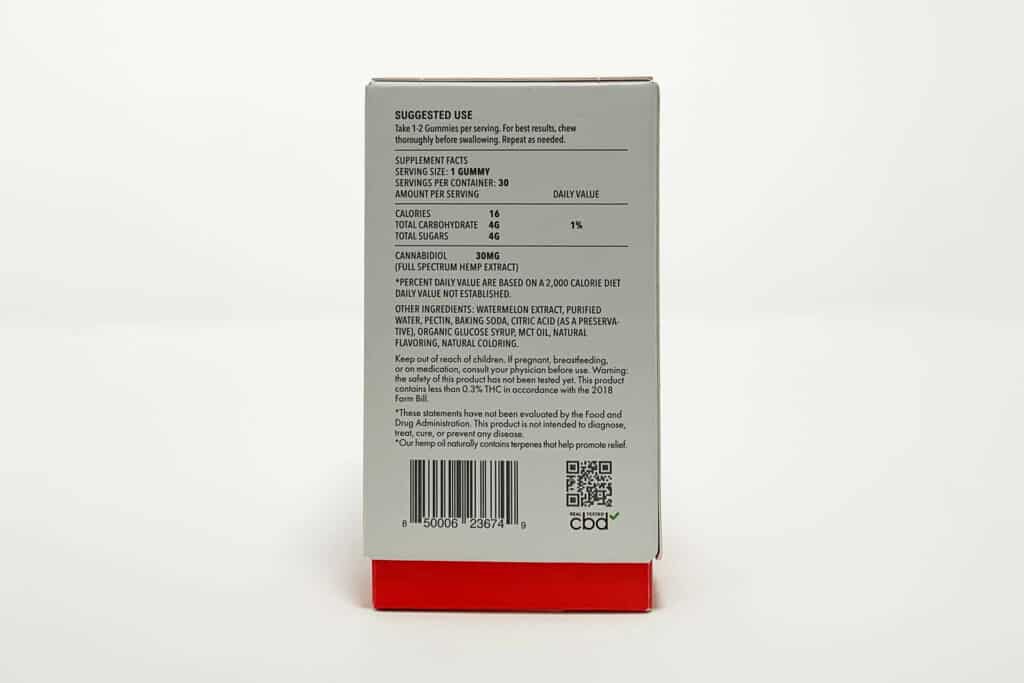 SUGGESTED USE
Take 1-2 Gummies per serving. For best results, chew
thoroughly before swallowing. Repeat as needed.
SUPPLEMENT FACTS
SERVING SIZE: 1 GUMMY
SERVINGS PER CONTAINER: 30
AMOUNT PER SERVING DAILY VALUE
CALORIES 16
TOTAL CARBOHYDRATE 4G 1%
TOTAL SUGARS 4G
CANNABIDIOL 30MG
(FULL SPECTRUM HEMP EXTRACT)
*PERCENT DAILY VALUE ARE BASED ON A 2,000 CALORIE DIET
DAILY VALUE NOT ESTABLISHED.
OTHER INGREDIENTS: WATERMELON EXTRACT, PURIFIED
WATER, PECTIN, BAKING SODA, CITRIC ACID (AS A PRESERVA-
TIVE), ORGANIC GLUCOSE SYRUP, MCT OIL, NATURAL
FLAVORING, NATURAL COLORING.
Keep out of reach of children. If pregnant, breastfeeding,
or on medication, consult your physician before use. Warning:
the safety of this product has not been tested yet. This product
contains less than 0.3% THC in accordance with the 2018
Farm Bill.
*These statements have not been evaluated by the Food and
Drug Administration. This product is not intended to diagnose,
treat, cure, or prevent any disease.
*Our hemp oil naturally contains terpenes that help promote relief.
8 50006 23674 9
REAL TESTED
cbd